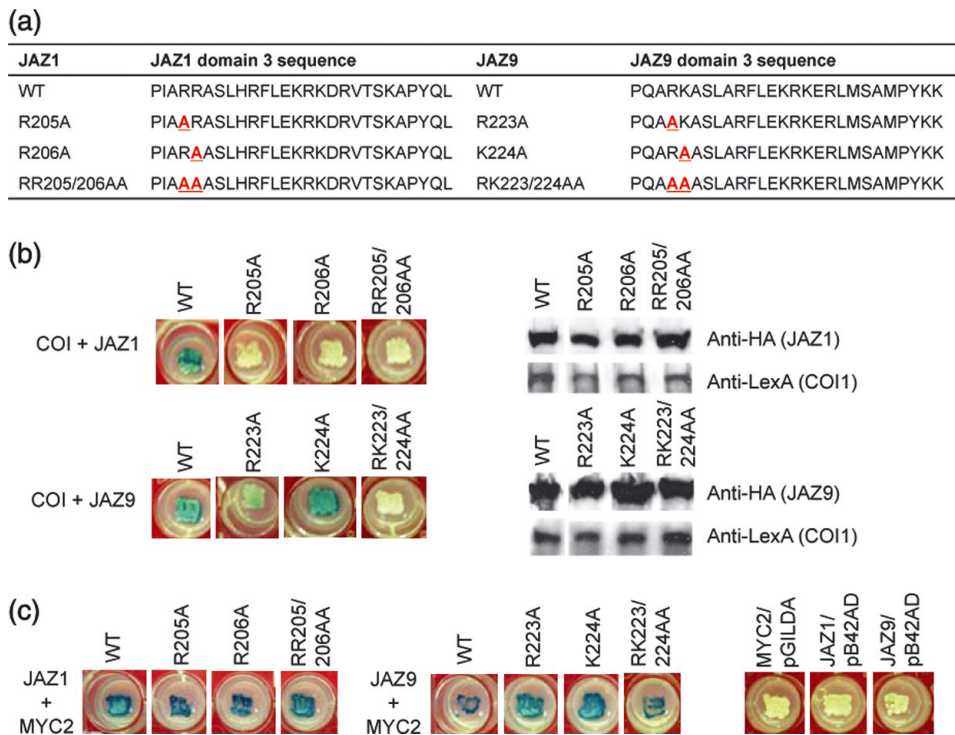 (a)
JAZ1 JAZ1 domain 3 sequence JAZ9 JAZ9 domain 3 sequence
WT PIARRASLHRFLEKRKDRVTSKAPYQL WT PQARKASLARFLEKRKERLMSAMPYKK
R205A PIAARASLHRFLEKRKDRVTSKAPYQL R223A PQAAKASLARFLEKRKERLMSAMPYKK
R206A PIARAASLHRFLEKRKDRVTSKAPYQL K224A PQARAASLARFLEKRKERLMSAMPYKK
RR205/206AA PIAAAASLHRFLEKRKDRVTSKAPYQL RK223/224AA PQAAAASLARFLEKRKERLMSAMPYKK
(b)
WT R205A R206A RR205/
206AA
COI + JAZ1
WT R205A R206A RR205/
206AA
Anti-HA (JAZ1)
Anti-LexA (COI1)
WT R223A K224A RK223/
224AA
COI + JAZ9
WT R223A K224A RK223/
224AA
Anti-HA (JAZ9)
Anti-LexA (COI1)
(c)
WT R205A R206A RR205/
206AA
JAZ1
+
MYC2
WT R223A K224A RK223/
224AA
JAZ9
+
MYC2
MYC2/
pGILDA
JAZ1/
pB42AD
JAZ9/
pB42AD